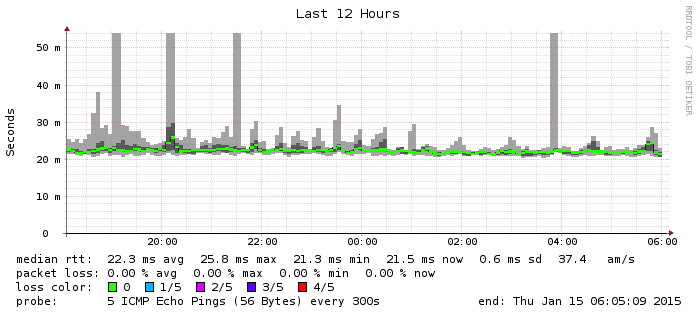 Last 12 Hours
RRDTOOL / TOBI OETIKER
Seconds
50 m
40 m
30 m
20 m
10 m
0
20:00 22:00 00:00 02:00 04:00 06:00
median rtt: 22.3 ms avg 25.8 ms max 21.3 ms min 21.5 ms now 0.6 ms sd 37.4 am/s
packet loss: 0.00 % avg 0.00 % max 0.00 % min 0.00 % now
loss color: 0 1/5 2/5 3/5 4/5
probe: 5 ICMP Echo Pings (56 Bytes) every 300s end: Thu Jan 15 06:05:09 2015